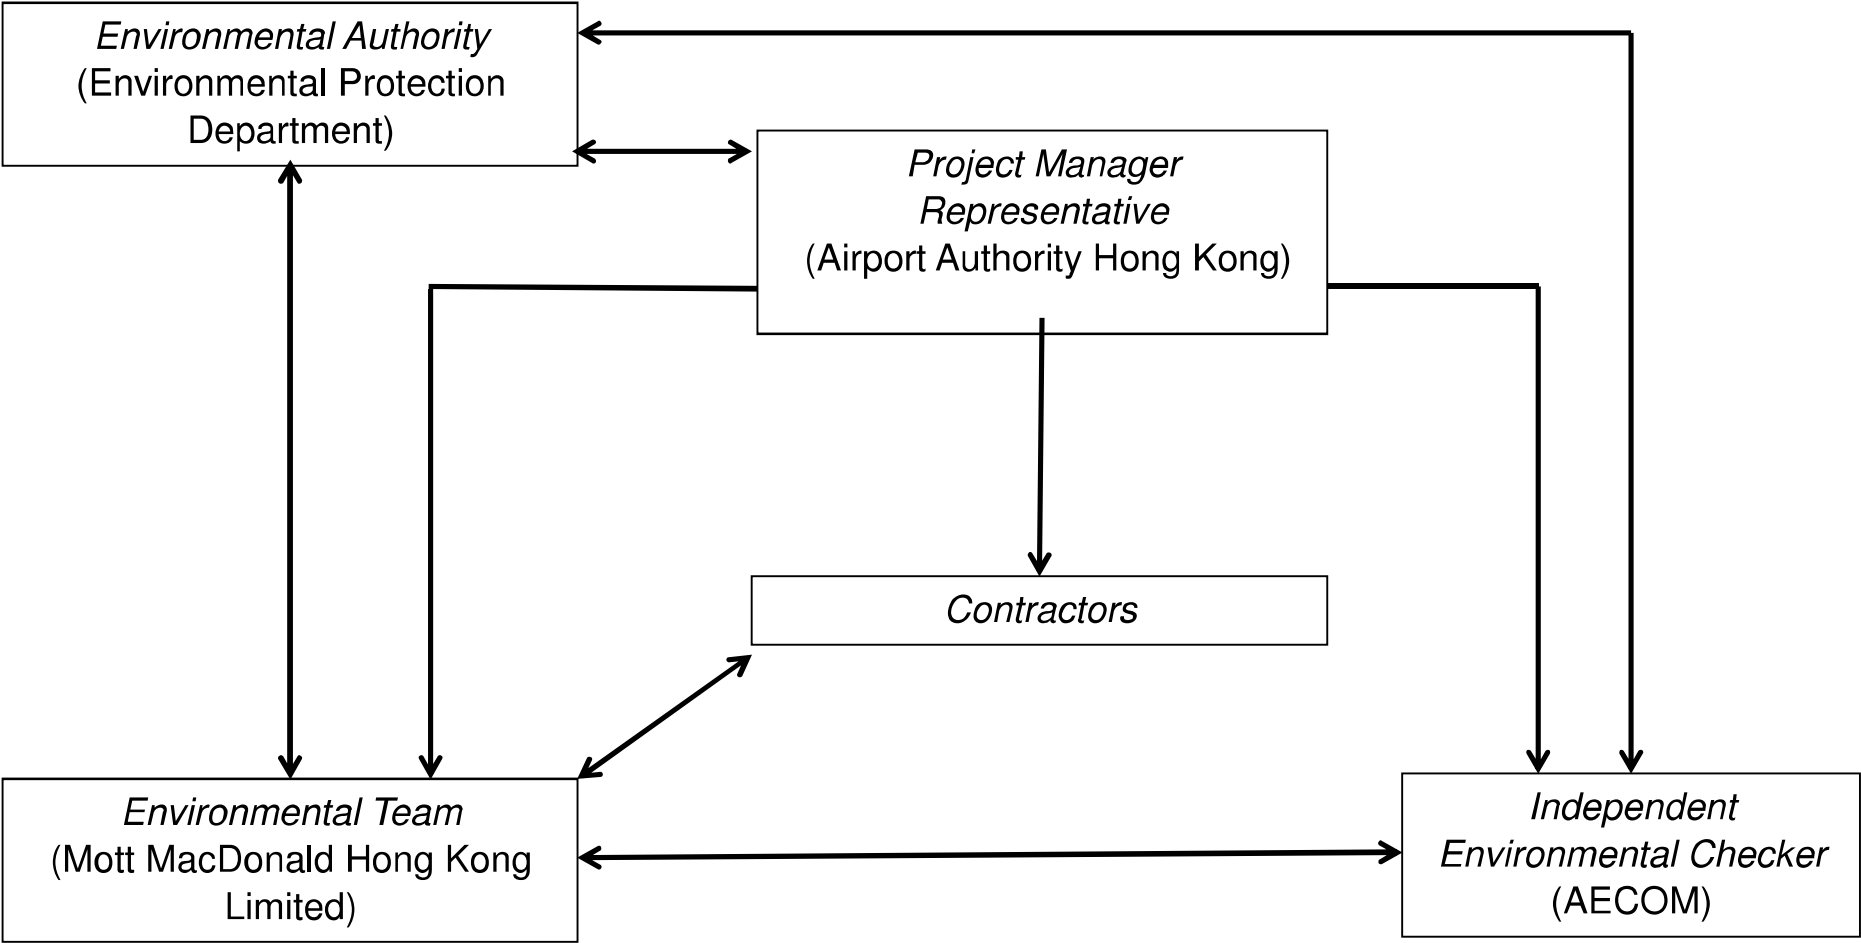 Environmental Authority
(Environmental Protection
Department)
Project Manager
Representative
(Airport Authority Hong Kong)
Contractors
Environmental Team
(Mott MacDonald Hong Kong
Limited)
Independent
Environmental Checker
(AECOM)